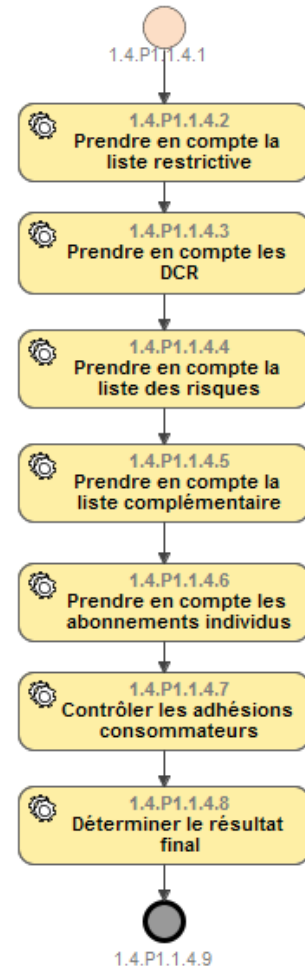 1.4.P1.1.4.1
1.4.P1.1.4.2
Prendre en compte la
liste restrictive
1.4.P1.1.4.3
Prendre en compte les
DCR
1.4.P1.1.4.4
Prendre en compte la
liste des risques
1.4.P1.1.4.5
Prendre en compte la
liste complémentaire
1.4.P1.1.4.6
Prendre en compte les
abonnements individus
1.4.P1.1.4.7
Contrôler les adhésions
consommateurs
1.4.P1.1.4.8
Déterminer le résultat
final
1.4.P1.1.4.9